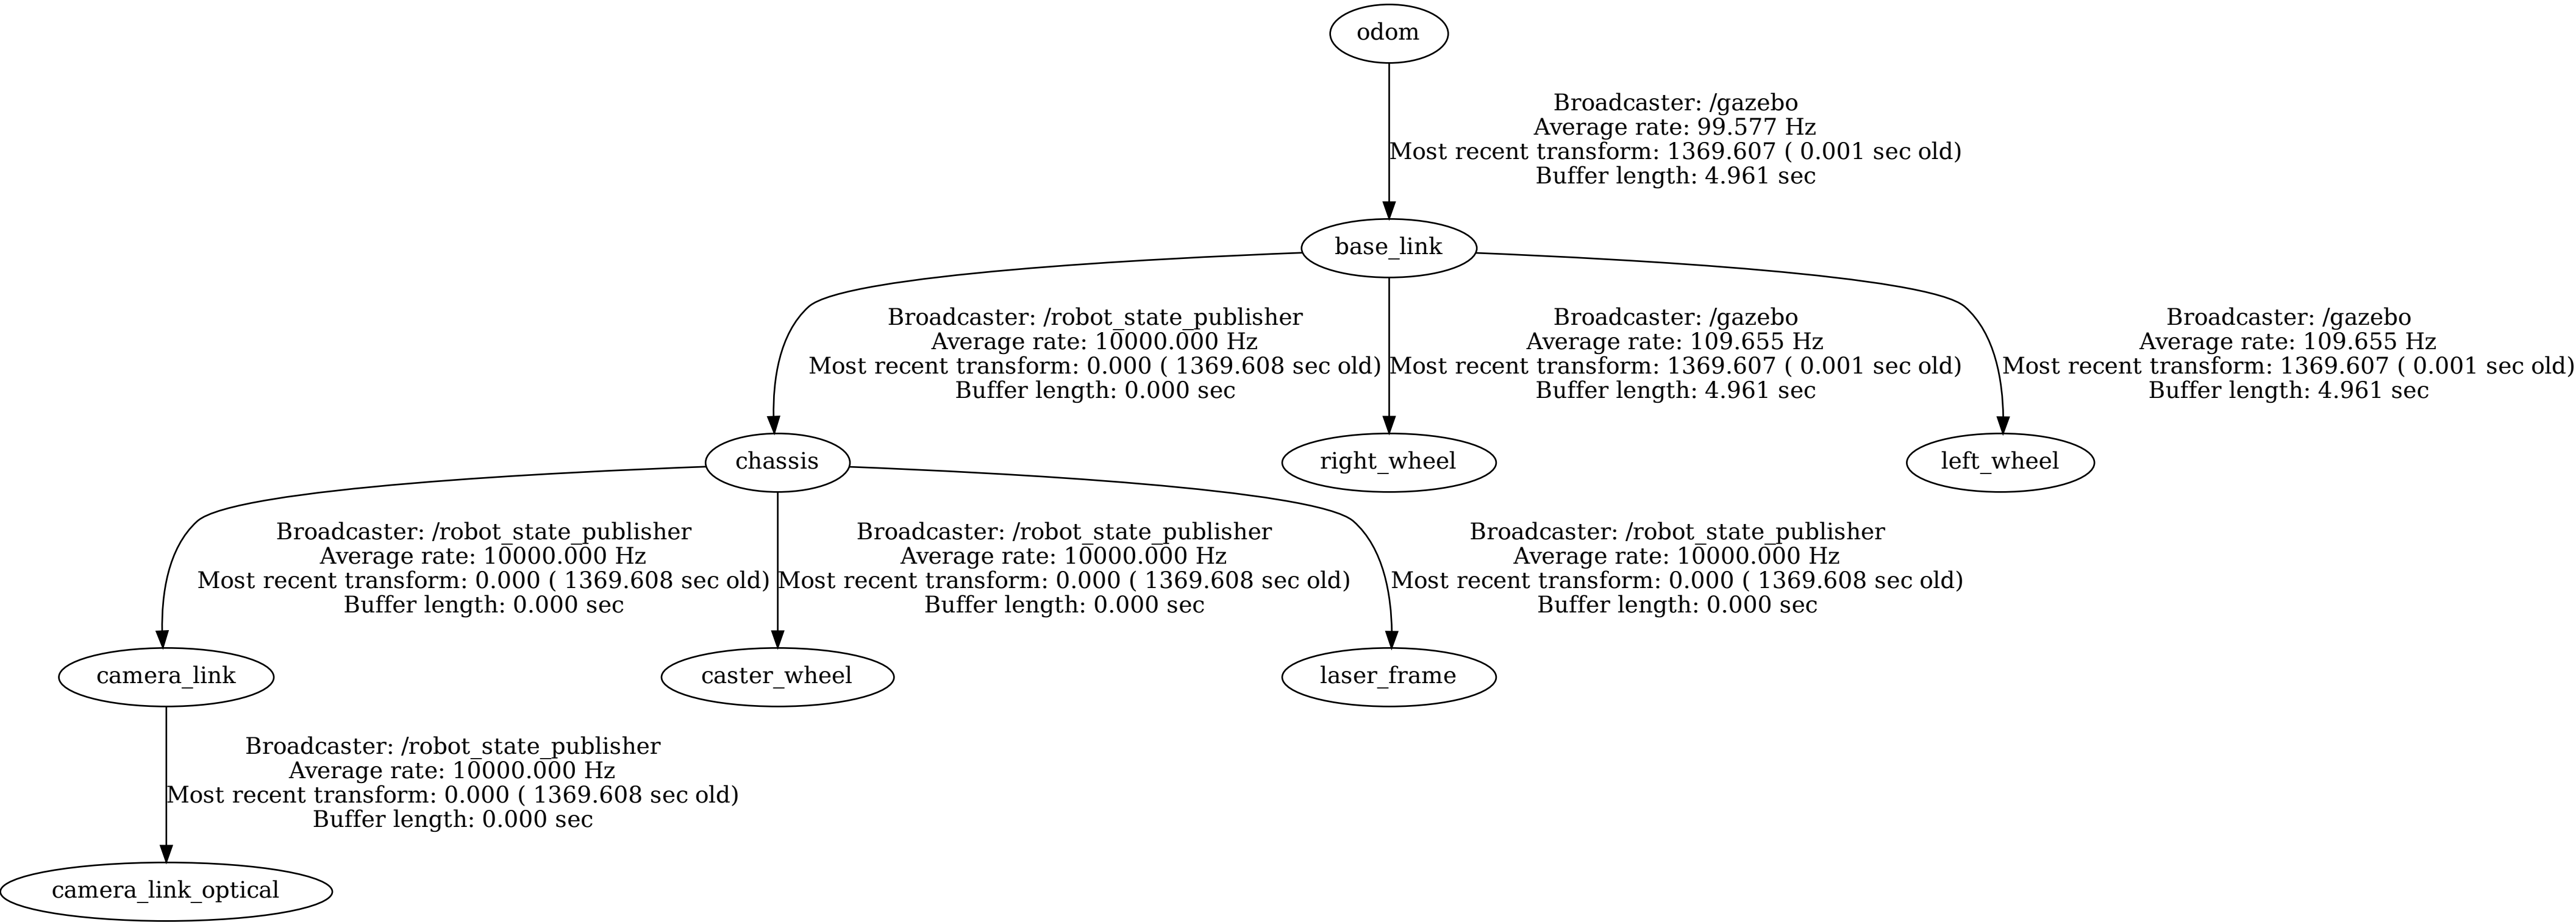 odom
Broadcaster: /gazebo
Average rate: 99.577 Hz
Most recent transform: 1369.607 ( 0.001 sec old)
Buffer length: 4.961 sec
base_link
Broadcaster: /robot_state_publisher
Average rate: 10000.000 Hz
Most recent transform: 0.000 ( 1369.608 sec old)
Buffer length: 0.000 sec
Broadcaster: /gazebo
Average rate: 109.655 Hz
Most recent transform: 1369.607 ( 0.001 sec old)
Buffer length: 4.961 sec
Broadcaster: /gazebo
Average rate: 109.655 Hz
Most recent transform: 1369.607 ( 0.001 sec old)
Buffer length: 4.961 sec
chassis
right_wheel
left_wheel
Broadcaster: /robot_state_publisher
Average rate: 10000.000 Hz
Most recent transform: 0.000 ( 1369.608 sec old)
Buffer length: 0.000 sec
Broadcaster: /robot_state_publisher
Average rate: 10000.000 Hz
Most recent transform: 0.000 ( 1369.608 sec old)
Buffer length: 0.000 sec
Broadcaster: /robot_state_publisher
Average rate: 10000.000 Hz
Most recent transform: 0.000 ( 1369.608 sec old)
Buffer length: 0.000 sec
camera_link
caster_wheel
laser_frame
Broadcaster: /robot_state_publisher
Average rate: 10000.000 Hz
Most recent transform: 0.000 ( 1369.608 sec old)
Buffer length: 0.000 sec
camera_link_optical